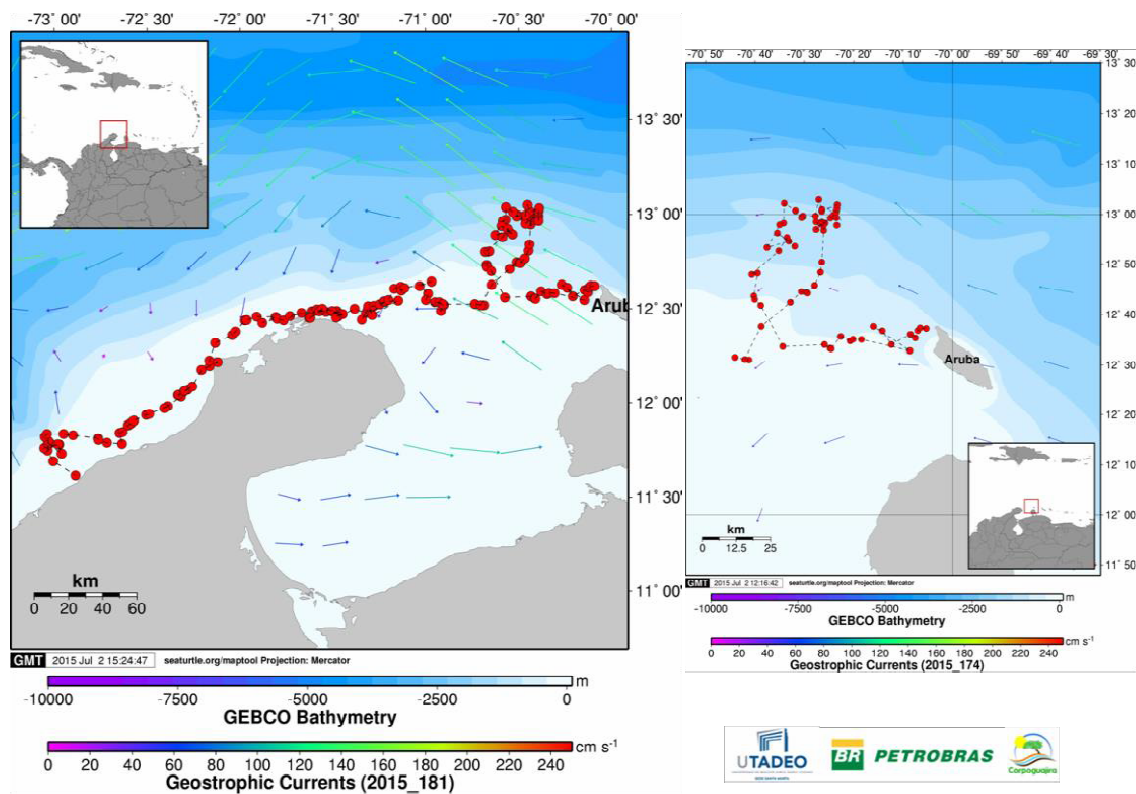 -73° 00' -72° 30' -72° 00' -71° 30' -71° 00' -70° 30' -70° 00'
13° 30'
13° 00'
12° 30'
12° 00'
11° 30'
11° 00'
Arub
km
0 20 40 60
GMT 2015 Jul 2 15:24:47 seaturtle.org/maptool Projection: Mercator
-10000 -7500 -5000 -2500 0 m
GEBCO Bathymetry
0 20 40 60 80 100 120 140 160 180 200 220 240 cm s⁻¹
Geostrophic Currents (2015_181)
-70 50' -70 40' -70 30' -70 20' -70 10' -70 00' -69 50' -69 40' -69 30'
13 30'
13 20'
13 10'
13 00'
12 50'
12 40'
12 30'
12 20'
12 10'
12 00'
11 50'
Aruba
km
0 12.5 25
GMT 2015 Jul 2 12:16:42 seaturtle.org/maptool Projection: Mercator
-10000 -7500 -5000 -2500 0 m
GEBCO Bathymetry
0 20 40 60 80 100 120 140 160 180 200 220 240 cm s⁻¹
Geostrophic Currents (2015_174)
UTADEO
BR PETROBRAS
Corpoguajira